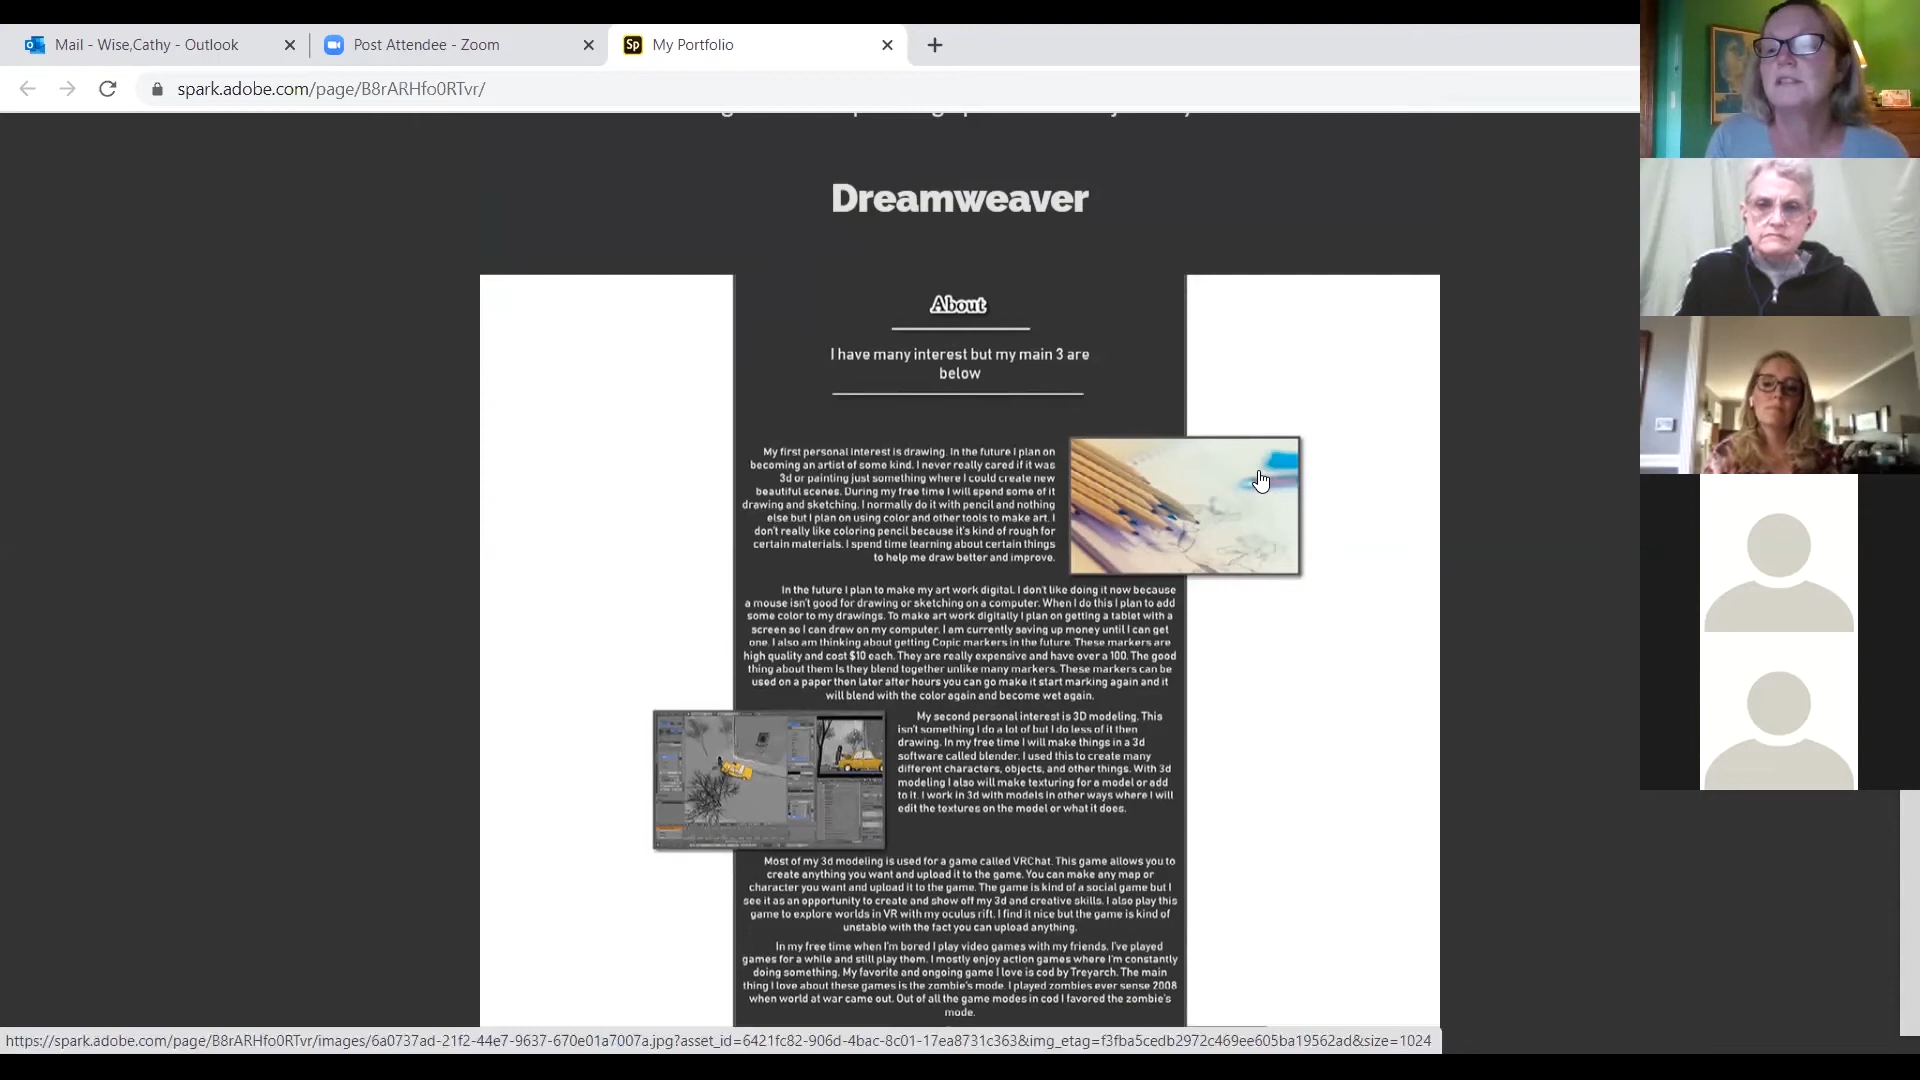 Mail - Wise,Cathy - Outlook
Post Attendee - Zoom
Sp
My Portfolio
spark.adobe.com/page/B8rARHfo0RTvr/
Dreamweaver
About
I have many interest but my main 3 are
below
My first personal interest is drawing. In the future I plan on
becoming an artist of some kind. I never really cared if it was
3d or painting just something where I could create new
beautiful scenes. During my free time I will spend some of it
drawing and sketching. I normally do it with pencil and nothing
else but I plan on using color and other tools to make art. I
don't really like coloring pencil because it's kind of rough for
certain materials. I spend time learning about certain things
to help me draw better and improve.
In the future I plan to make my art work digital. I don't like doing it now because
a mouse isn't good for drawing or sketching on a computer. When I do this I plan to add
some color to my drawings. To make art work digitally I plan on getting a tablet with a
screen so I can draw on my computer. I am currently saving up money until I can get
one. I also am thinking about getting Copic markers in the future. These markers are
high quality and cost $10 each. They are really expensive and have over a 100. The good
thing about them is they blend together unlike many markers. These markers can be
used on a paper then later after hours you can go make it start marking again and it
will blend with the color again and become wet again.
My second personal interest is 3D modeling. This
isn't something I do a lot of but I do less of it then
drawing. In my free time I will make things in a 3d
software called blender. I used this to create many
different characters, objects, and other things. With 3d
modeling I also will make texturing for a model or add
to it. I work in 3d with models in other ways where I will
edit the textures on the model or what it does.
Most of my 3d modeling is used for a game called VRChat. This game allows you to
create anything you want and upload it to the game. You can make any map or
character you want and upload it to the game. The game is kind of a social game but I
see it as an opportunity to create and show off my 3d and creative skills. I also play this
game to explore worlds in VR with my oculus rift. I find it nice but the game is kind of
unstable with the fact you can upload anything.
In my free time when I'm bored I play video games with my friends. I've played
games for a while and still play them. I mostly enjoy action games where I'm constantly
doing something. My favorite and ongoing game I love is cod by Treyarch. The main
thing I love about these games is the zombie's mode. I played zombies ever sense 2008
when world at war came out. Out of all the game modes in cod I favored the zombie's
mode.
https://spark.adobe.com/page/B8rARHfo0RTvr/images/6a0737ad-21f2-44e7-9637-670e01a7007a.jpg?asset_id=6421fc82-906d-4bac-8c01-17ea8731c363&img_etag=f3fba5cedb2972c469ee605ba19562ad&size=1024